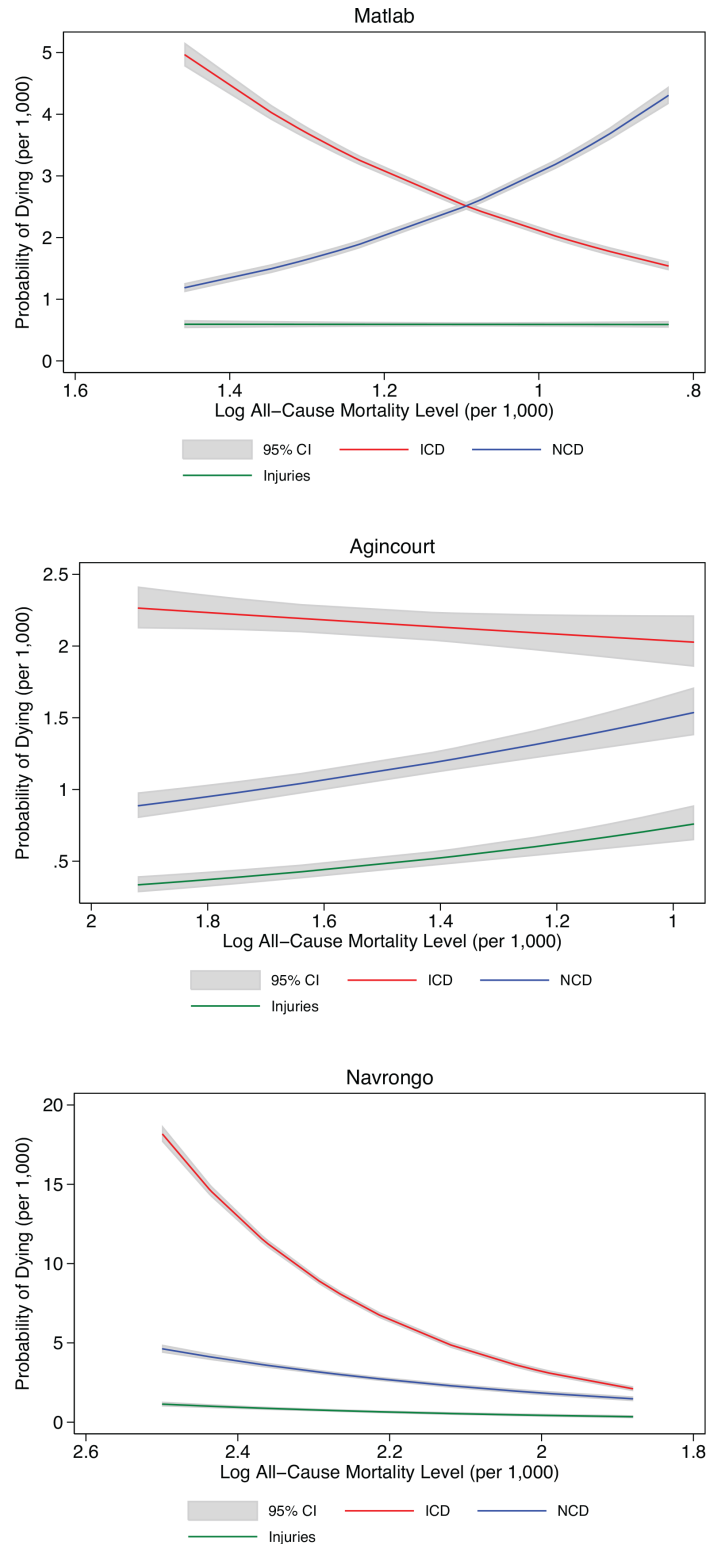 Matlab
Probability of Dying (per 1,000)
5
4
3
2
1
0
1.6 1.4 1.2 1 .8
Log All−Cause Mortality Level (per 1,000)
95% CI ICD NCD
Injuries
Agincourt
Probability of Dying (per 1,000)
2.5
2
1.5
1
.5
2 1.8 1.6 1.4 1.2 1
Log All−Cause Mortality Level (per 1,000)
95% CI ICD NCD
Injuries
Navrongo
Probability of Dying (per 1,000)
20
15
10
5
0
2.6 2.4 2.2 2 1.8
Log All−Cause Mortality Level (per 1,000)
95% CI ICD NCD
Injuries